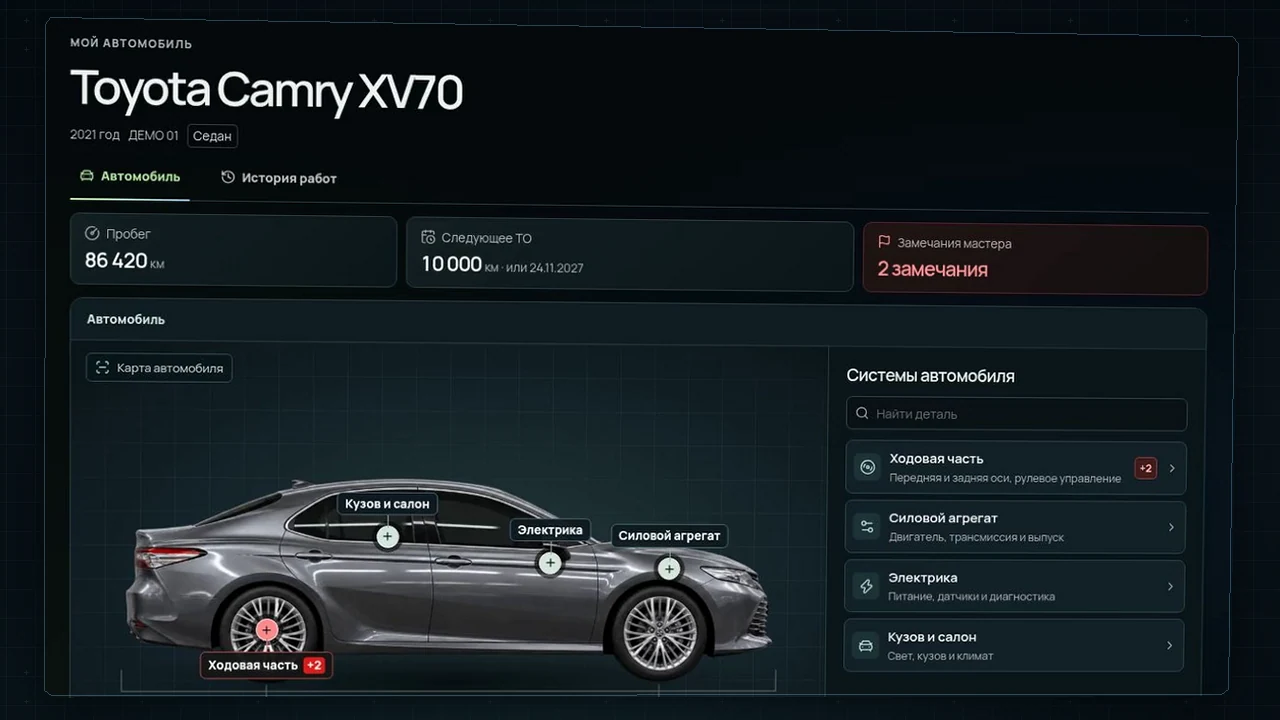 МОЙ АВТОМОБИЛЬ
Toyota Camry XV70
2021 год ДЕМО 01 Седан
Автомобиль
История работ
Пробег
86 420 км
Следующее ТО
10 000 км · или 24.11.2027
Замечания мастера
2 замечания
Автомобиль
Карта автомобиля
Кузов и салон
Электрика
Силовой агрегат
Ходовая часть +2
Системы автомобиля
Найти деталь
Ходовая часть
Передняя и задняя оси, рулевое управление
+2
Силовой агрегат
Двигатель, трансмиссия и выпуск
Электрика
Питание, датчики и диагностика
Кузов и салон
Свет, кузов и климат